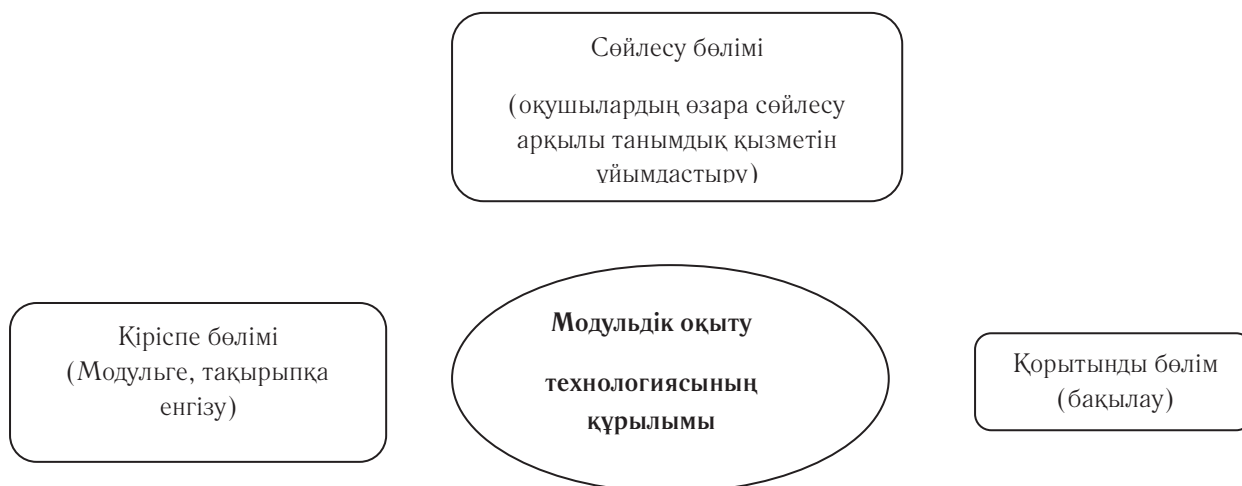 Сөйлесу бөлімі
(оқушылардың өзара сөйлесу
арқылы танымдық қызметін
ұйымдастыру)
Кіріспе бөлімі
(Модульге, тақырыпқа
енгізу)
Модульдік оқыту
технологиясының
құрылымы
Қорытынды бөлім
(бақылау)